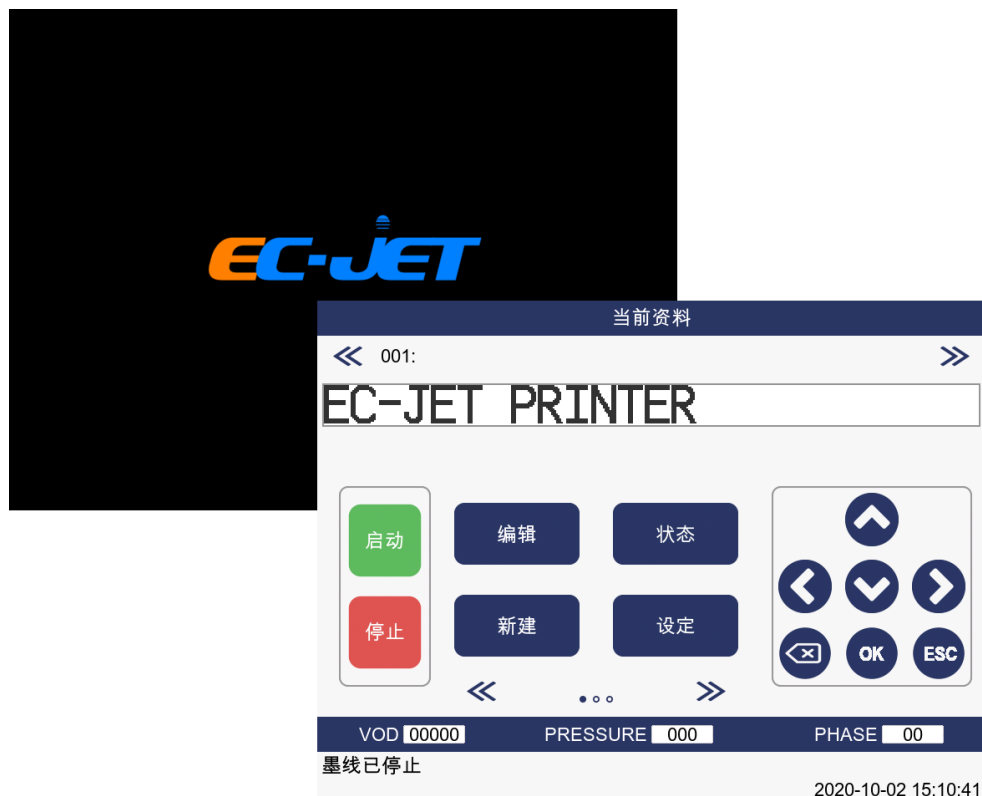 EC-JET
当前资料
001:
EC-JET PRINTER
启动
编辑
状态
停止
新建
设定
OK
ESC
VOD 00000
PRESSURE 000
PHASE 00
墨线已停止
2020-10-02 15:10:41